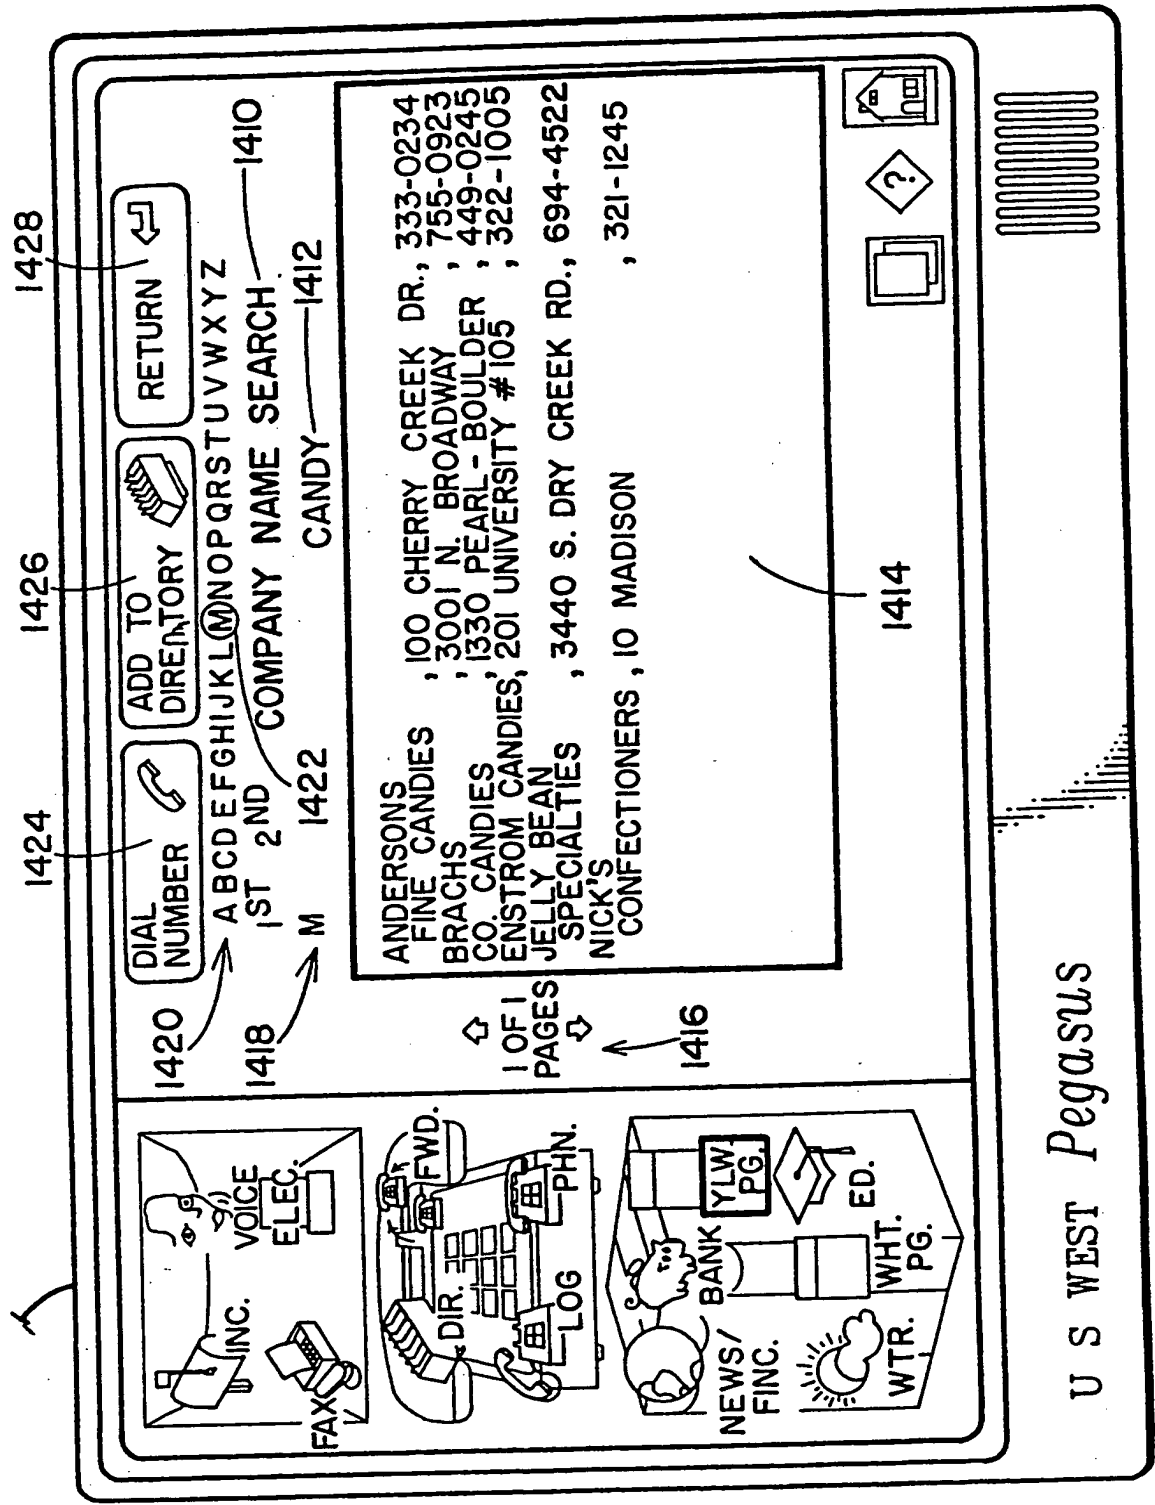 1424
1426
1428
DIAL
NUMBER
ADD TO
DIRECTORY
RETURN
1420
A B C D E F G H I J K L M N O P Q R S T U V W X Y Z
1ST 2ND
COMPANY NAME SEARCH
1410
1418
M
1422
CANDY
1412
ANDERSONS
FINE CANDIES , 100 CHERRY CREEK DR., 333-0234
BRACHS , 3001 N. BROADWAY , 755-0923
CO. CANDIES , 1330 PEARL-BOULDER , 449-0245
ENSTROM CANDIES, 201 UNIVERSITY #105 , 322-1005
JELLY BEAN
SPECIALTIES , 3440 S. DRY CREEK RD., 694-4522
NICK'S
CONFECTIONERS , 10 MADISON , 321-1245
1 OF 1
PAGES
1416
1414
?
VOICE
ELEC.
INC.
FAX
FWD.
DIR.
PHN.
LOG
YLW.
PG.
BANK
NEWS/
FINC.
ED.
WHT.
PG.
WTR.
U S WEST Pegasus